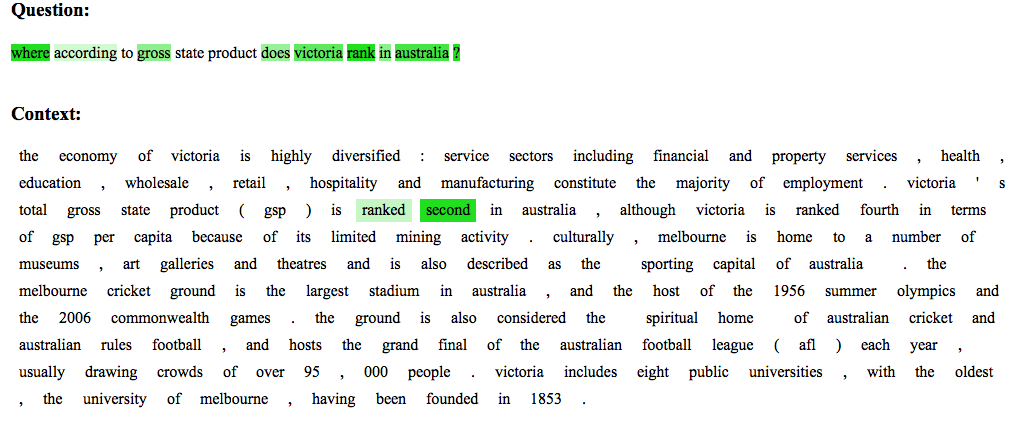 Question:
where according to gross state product does victoria rank in australia ?
Context:
the economy of victoria is highly diversified : service sectors including financial and property services , health ,
education , wholesale , retail , hospitality and manufacturing constitute the majority of employment . victoria ' s
total gross state product ( gsp ) is ranked second in australia , although victoria is ranked fourth in terms
of gsp per capita because of its limited mining activity . culturally , melbourne is home to a number of
museums , art galleries and theatres and is also described as the sporting capital of australia . the
melbourne cricket ground is the largest stadium in australia , and the host of the 1956 summer olympics and
the 2006 commonwealth games . the ground is also considered the spiritual home of australian cricket and
australian rules football , and hosts the grand final of the australian football league ( afl ) each year ,
usually drawing crowds of over 95 , 000 people . victoria includes eight public universities , with the oldest
, the university of melbourne , having been founded in 1853 .